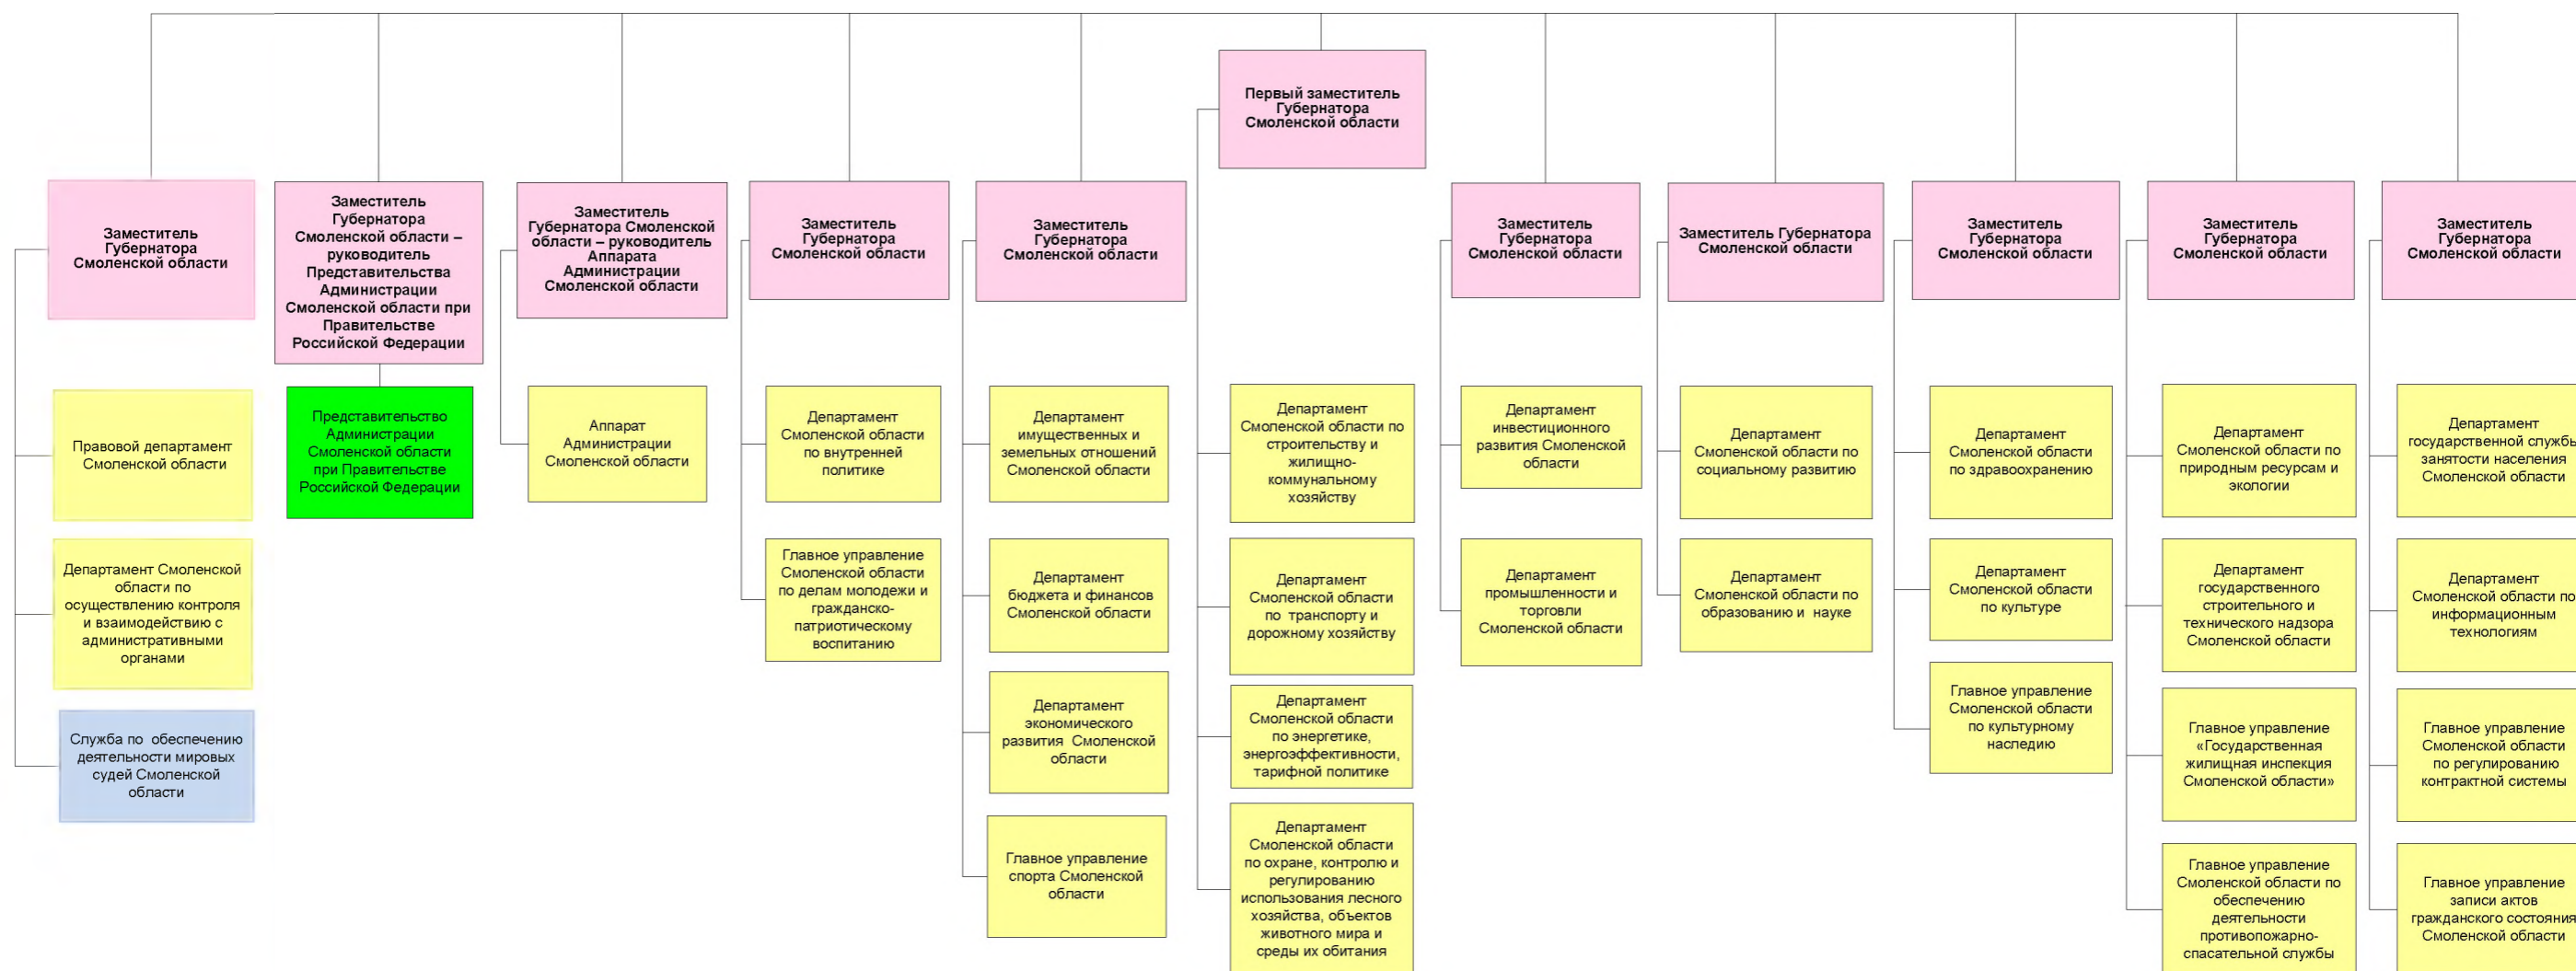 Первый заместитель
Губернатора
Смоленской области
Заместитель
Губернатора
Смоленской области
Заместитель
Губернатора
Смоленской области –
руководитель
Представительства
Администрации
Смоленской области при
Правительстве
Российской Федерации
Заместитель
Губернатора Смоленской
области – руководитель
Аппарата
Администрации
Смоленской области
Заместитель
Губернатора
Смоленской области
Заместитель
Губернатора
Смоленской области
Заместитель
Губернатора
Смоленской области
Заместитель Губернатора
Смоленской области
Заместитель
Губернатора
Смоленской области
Заместитель
Губернатора
Смоленской области
Заместитель
Губернатора
Смоленской области
Правовой департамент
Смоленской области
Представительство
Администрации
Смоленской области
при Правительстве
Российской Федерации
Аппарат
Администрации
Смоленской области
Департамент
Смоленской области
по внутренней
политике
Департамент
имущественных и
земельных отношений
Смоленской области
Департамент
Смоленской области по
строительству и
жилищно-
коммунальному
хозяйству
Департамент
инвестиционного
развития Смоленской
области
Департамент
Смоленской области по
социальному развитию
Департамент
Смоленской области
по здравоохранению
Департамент
Смоленской области по
природным ресурсам и
экологии
Департамент
государственной службы
занятости населения
Смоленской области
Департамент Смоленской
области по
осуществлению контроля
и взаимодействию с
административными
органами
Главное управление
Смоленской области
по делам молодежи и
гражданско-
патриотическому
воспитанию
Департамент
бюджета и финансов
Смоленской области
Департамент
Смоленской области
по транспорту и
дорожному хозяйству
Департамент
промышленности и
торговли
Смоленской области
Департамент
Смоленской области по
образованию и науке
Департамент
Смоленской области
по культуре
Департамент
государственного
строительного и
технического надзора
Смоленской области
Департамент
Смоленской области по
информационным
технологиям
Служба по обеспечению
деятельности мировых
судей Смоленской
области
Департамент
экономического
развития Смоленской
области
Департамент
Смоленской области
по энергетике,
энергоэффективности,
тарифной политике
Главное управление
Смоленской области
по культурному
наследию
Главное управление
«Государственная
жилищная инспекция
Смоленской области»
Главное управление
Смоленской области
по регулированию
контрактной системы
Главное управление
спорта Смоленской
области
Департамент
Смоленской области
по охране, контролю и
регулированию
использования лесного
хозяйства, объектов
животного мира и
среды их обитания
Главное управление
Смоленской области по
обеспечению
деятельности
противопожарно-
спасательной службы
Главное управление
записи актов
гражданского состояния
Смоленской области